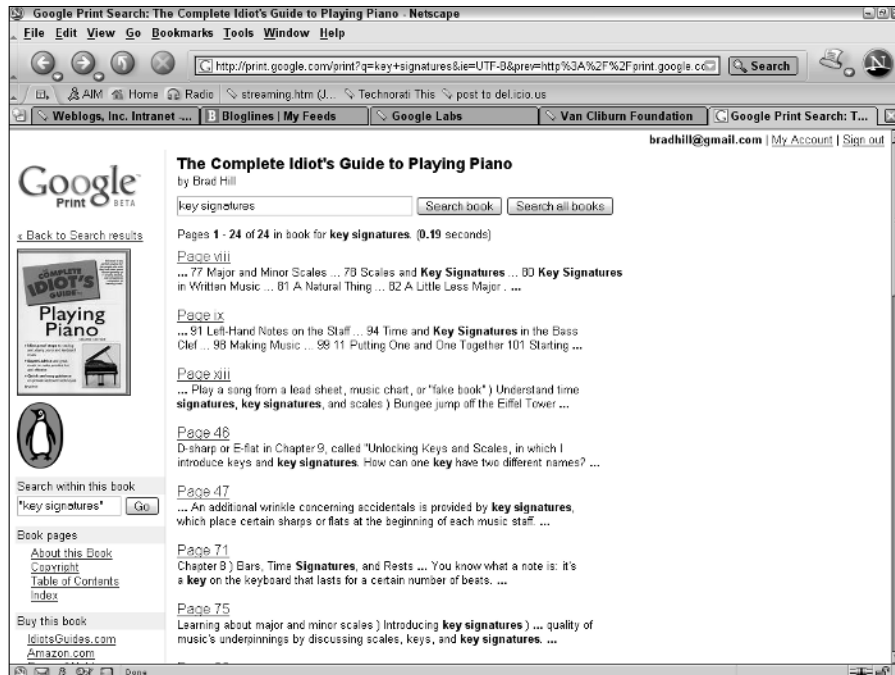 Google Print Search: The Complete Idiot's Guide to Playing Piano - Netscape
File Edit View Go Bookmarks Tools Window Help
http://print.google.com/print?q=key+signatures&ie=UTF-8&prev=http%3A%2F%2Fprint.google.co
Search
N
AIM Home Radio streaming.htm (J... Technorati This post to del.icio.us
Weblogs, Inc. Intranet -... Bloglines | My Feeds Google Labs Van Cliburn Foundation Google Print Search: T...
bradhill@gmail.com | My Account | Sign out
Google
Print BETA
« Back to Search results
COMPLETE
IDIOT'S
GUIDE
Playing
Piano
Search within this book
"key signatures" Go
Book pages
About this Book
Copyright
Table of Contents
Index
Buy this book
IdiotsGuides.com
Amazon.com
The Complete Idiot's Guide to Playing Piano
by Brad Hill
key signatures Search book Search all books
Pages 1 - 24 of 24 in book for key signatures. (0.19 seconds)
Page viii
... 77 Major and Minor Scales ... 78 Scales and Key Signatures ... 80 Key Signatures
in Written Music ... 81 A Natural Thing ... 82 A Little Less Major . ...
Page ix
... 91 Left-Hand Notes on the Staff ... 94 Time and Key Signatures in the Bass
Clef ... 98 Making Music ... 99 11 Putting One and One Together 101 Starting ...
Page xiii
... Play a song from a lead sheet, music chart, or "fake book" ) Understand time
signatures, key signatures, and scales ) Bungee jump off the Eiffel Tower ...
Page 46
D-sharp or E-flat in Chapter 9, called "Unlocking Keys and Scales, in which I
introduce keys and key signatures. How can one key have two different names? ...
Page 47
... An additional wrinkle concerning accidentals is provided by key signatures,
which place certain sharps or flats at the beginning of each music staff. ...
Page 71
Chapter 8 ) Bars, Time Signatures, and Rests ... You know what a note is: it's
a key on the keyboard that lasts for a certain number of beats. ...
Page 75
Learning about major and minor scales ) Introducing key signatures ) ... quality of
music's underpinnings by discussing scales, keys, and key signatures. ...
Done